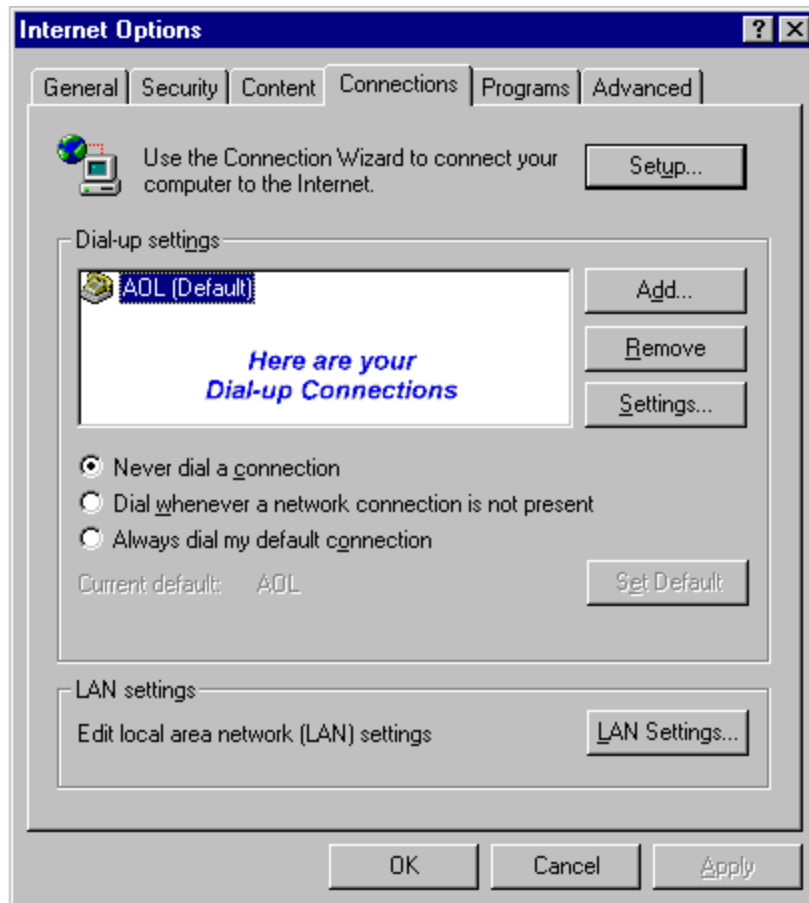 Internet Options
General Security Content Connections Programs Advanced
Use the Connection Wizard to connect your
computer to the Internet.
Setup...
Dial-up settings
AOL (Default)
Here are your
Dial-up Connections
Add...
Remove
Settings...
Never dial a connection
Dial whenever a network connection is not present
Always dial my default connection
Current default: AOL
Set Default
LAN settings
Edit local area network (LAN) settings
LAN Settings...
OK Cancel Apply